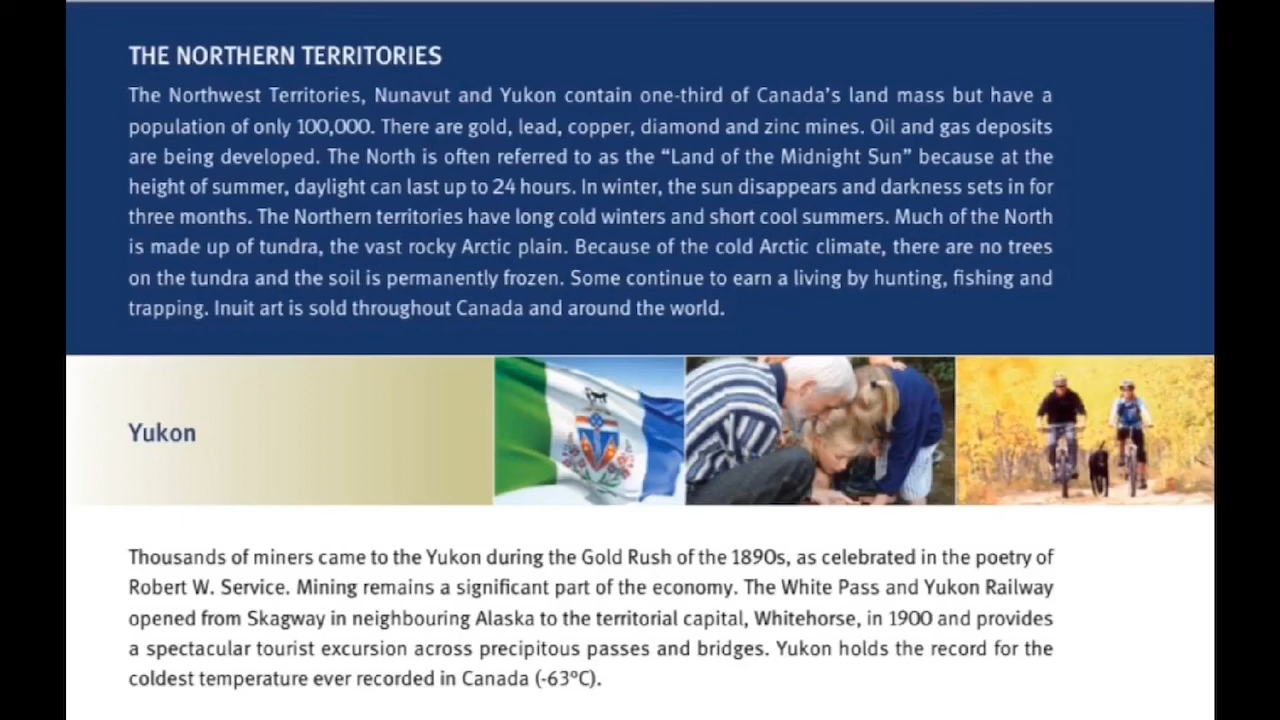 THE NORTHERN TERRITORIES
The Northwest Territories, Nunavut and Yukon contain one-third of Canada's land mass but have a
population of only 100,000. There are gold, lead, copper, diamond and zinc mines. Oil and gas deposits
are being developed. The North is often referred to as the “Land of the Midnight Sun” because at the
height of summer, daylight can last up to 24 hours. In winter, the sun disappears and darkness sets in for
three months. The Northern territories have long cold winters and short cool summers. Much of the North
is made up of tundra, the vast rocky Arctic plain. Because of the cold Arctic climate, there are no trees
on the tundra and the soil is permanently frozen. Some continue to earn a living by hunting, fishing and
trapping. Inuit art is sold throughout Canada and around the world.
Yukon
Thousands of miners came to the Yukon during the Gold Rush of the 1890s, as celebrated in the poetry of
Robert W. Service. Mining remains a significant part of the economy. The White Pass and Yukon Railway
opened from Skagway in neighbouring Alaska to the territorial capital, Whitehorse, in 1900 and provides
a spectacular tourist excursion across precipitous passes and bridges. Yukon holds the record for the
coldest temperature ever recorded in Canada (-63ºC).